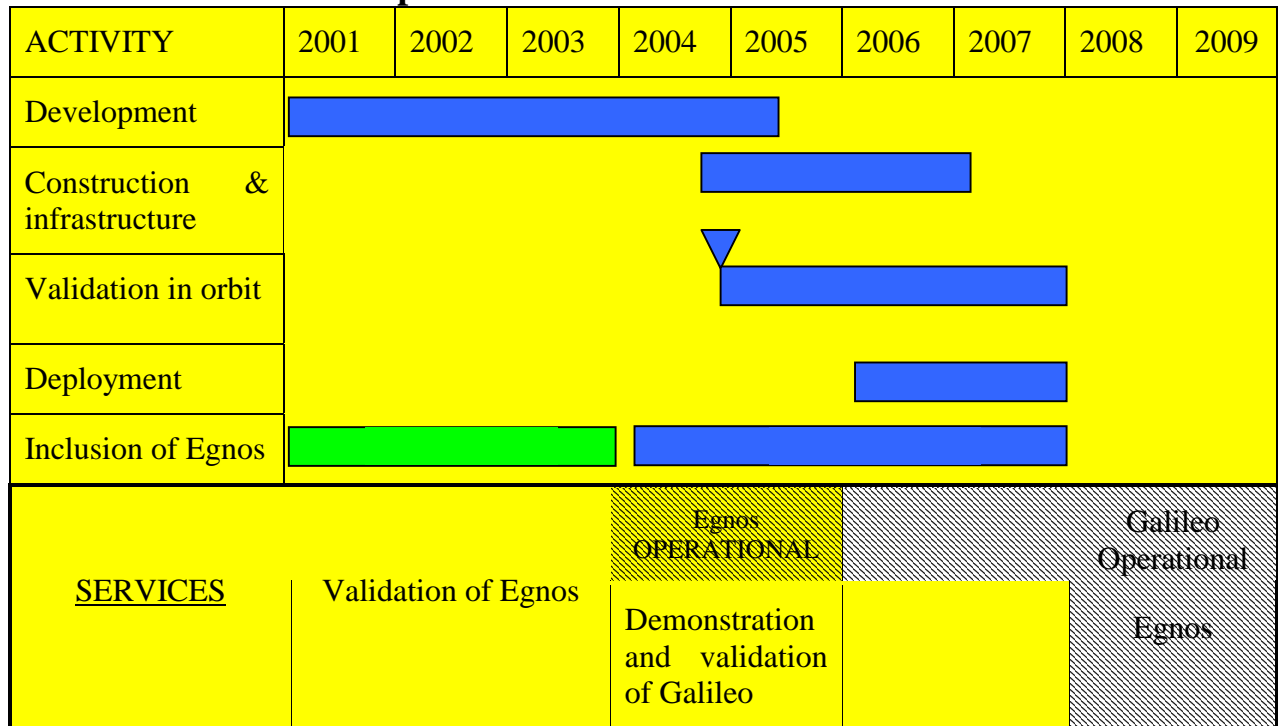 ACTIVITY 2001 2002 2003 2004 2005 2006 2007 2008 2009
Development
Construction &
infrastructure
Validation in orbit
Deployment
Inclusion of Egnos
SERVICES
Validation of Egnos
Egnos
OPERATIONAL
Demonstration
and validation
of Galileo
Galileo
Operational
Egnos